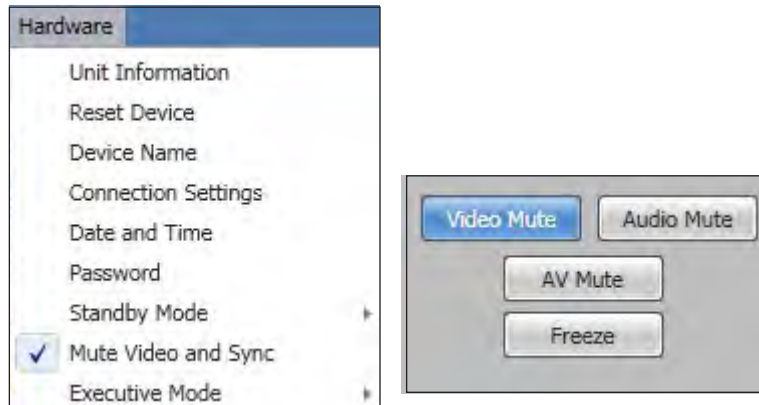 Hardware
Unit Information
Reset Device
Device Name
Connection Settings
Date and Time
Password
Standby Mode
Mute Video and Sync
Executive Mode
Video Mute Audio Mute
AV Mute
Freeze